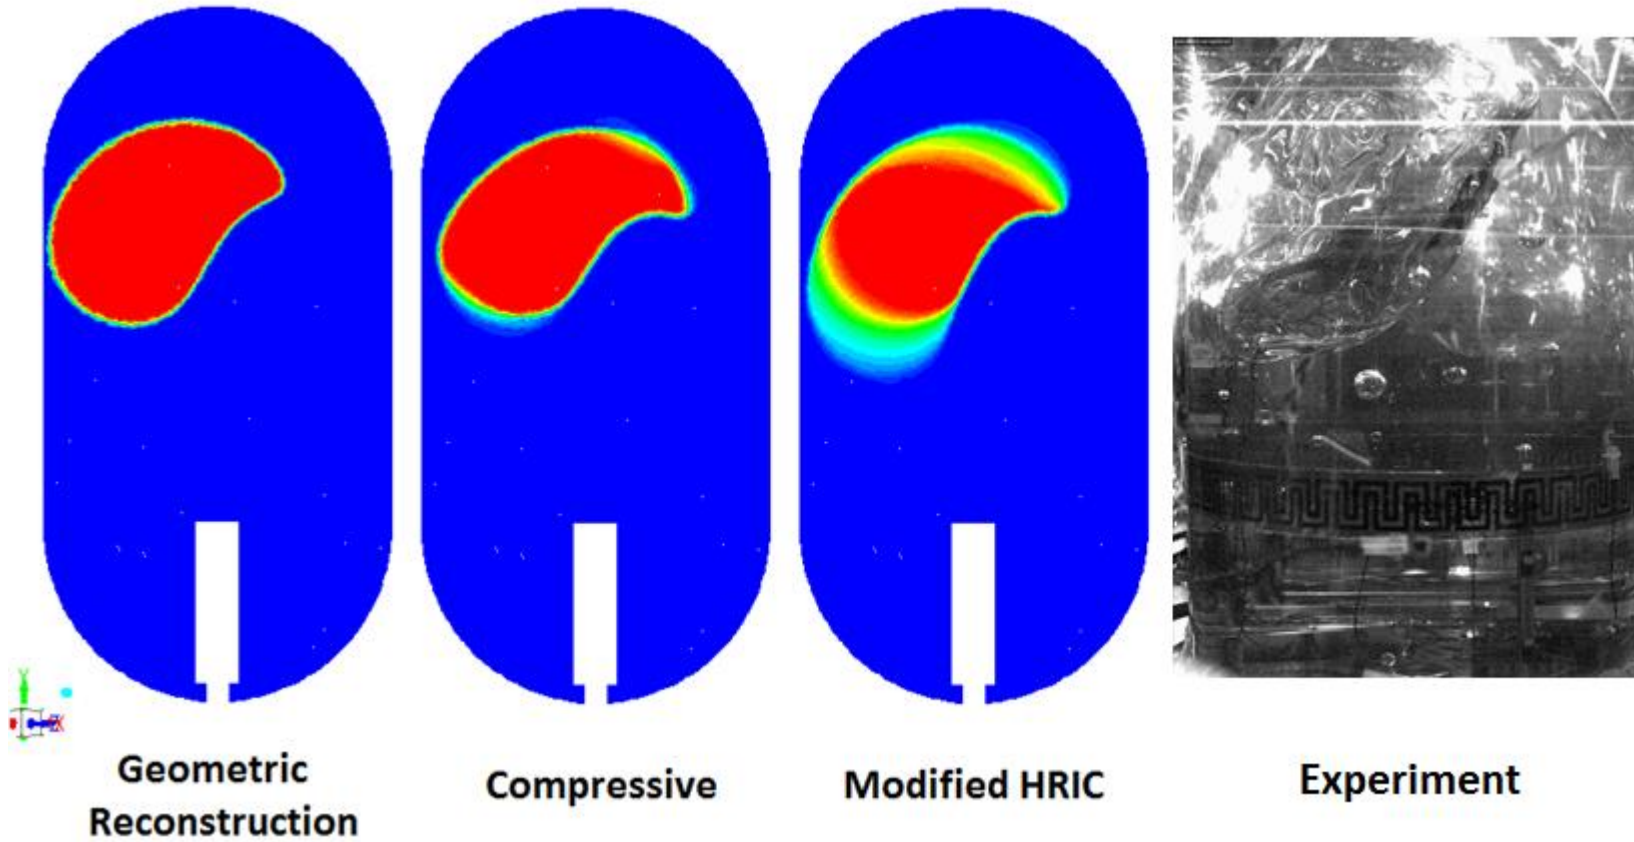 Y
X
Geometric
Reconstruction
Compressive
Modified HRIC
Experiment